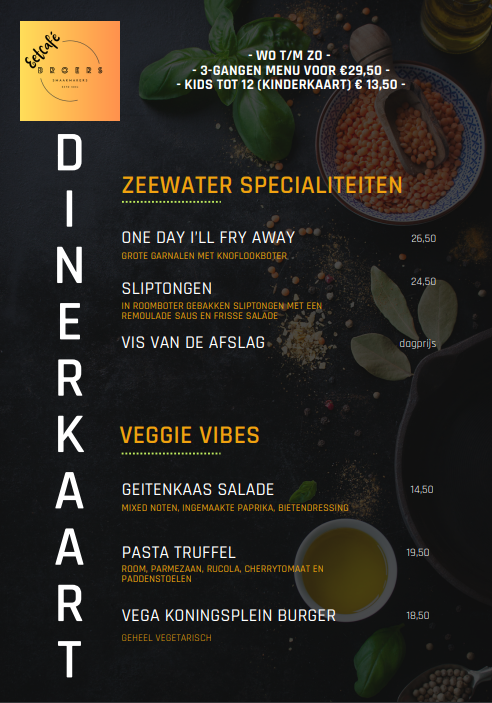 Eetcafé
BROERS
SMAAKMAKERS
- WO T/M ZO -
- 3-GANGEN MENU VOOR €29,50 -
- KIDS TOT 12 (KINDERKAART) € 13,50 -
DINERKAART
ZEEWATER SPECIALITEITEN
ONE DAY I'LL FRY AWAY 26,50
GROTE GARNALEN MET KNOFLOOKBOTER.
SLIPTONGEN 24,50
IN ROOMBOTER GEBAKKEN SLIPTONGEN MET EEN
REMOULADE SAUS EN FRISSE SALADE
VIS VAN DE AFSLAG dagprijs
VEGGIE VIBES
GEITENKAAS SALADE 14,50
MIXED NOTEN, INGEMAAKTE PAPRIKA, BIETENDRESSING
PASTA TRUFFEL 19,50
ROOM, PARMEZAAN, RUCOLA, CHERRYTOMAAT EN
PADDENSTOELEN
VEGA KONINGSPLEIN BURGER 18,50
GEHEEL VEGETARISCH